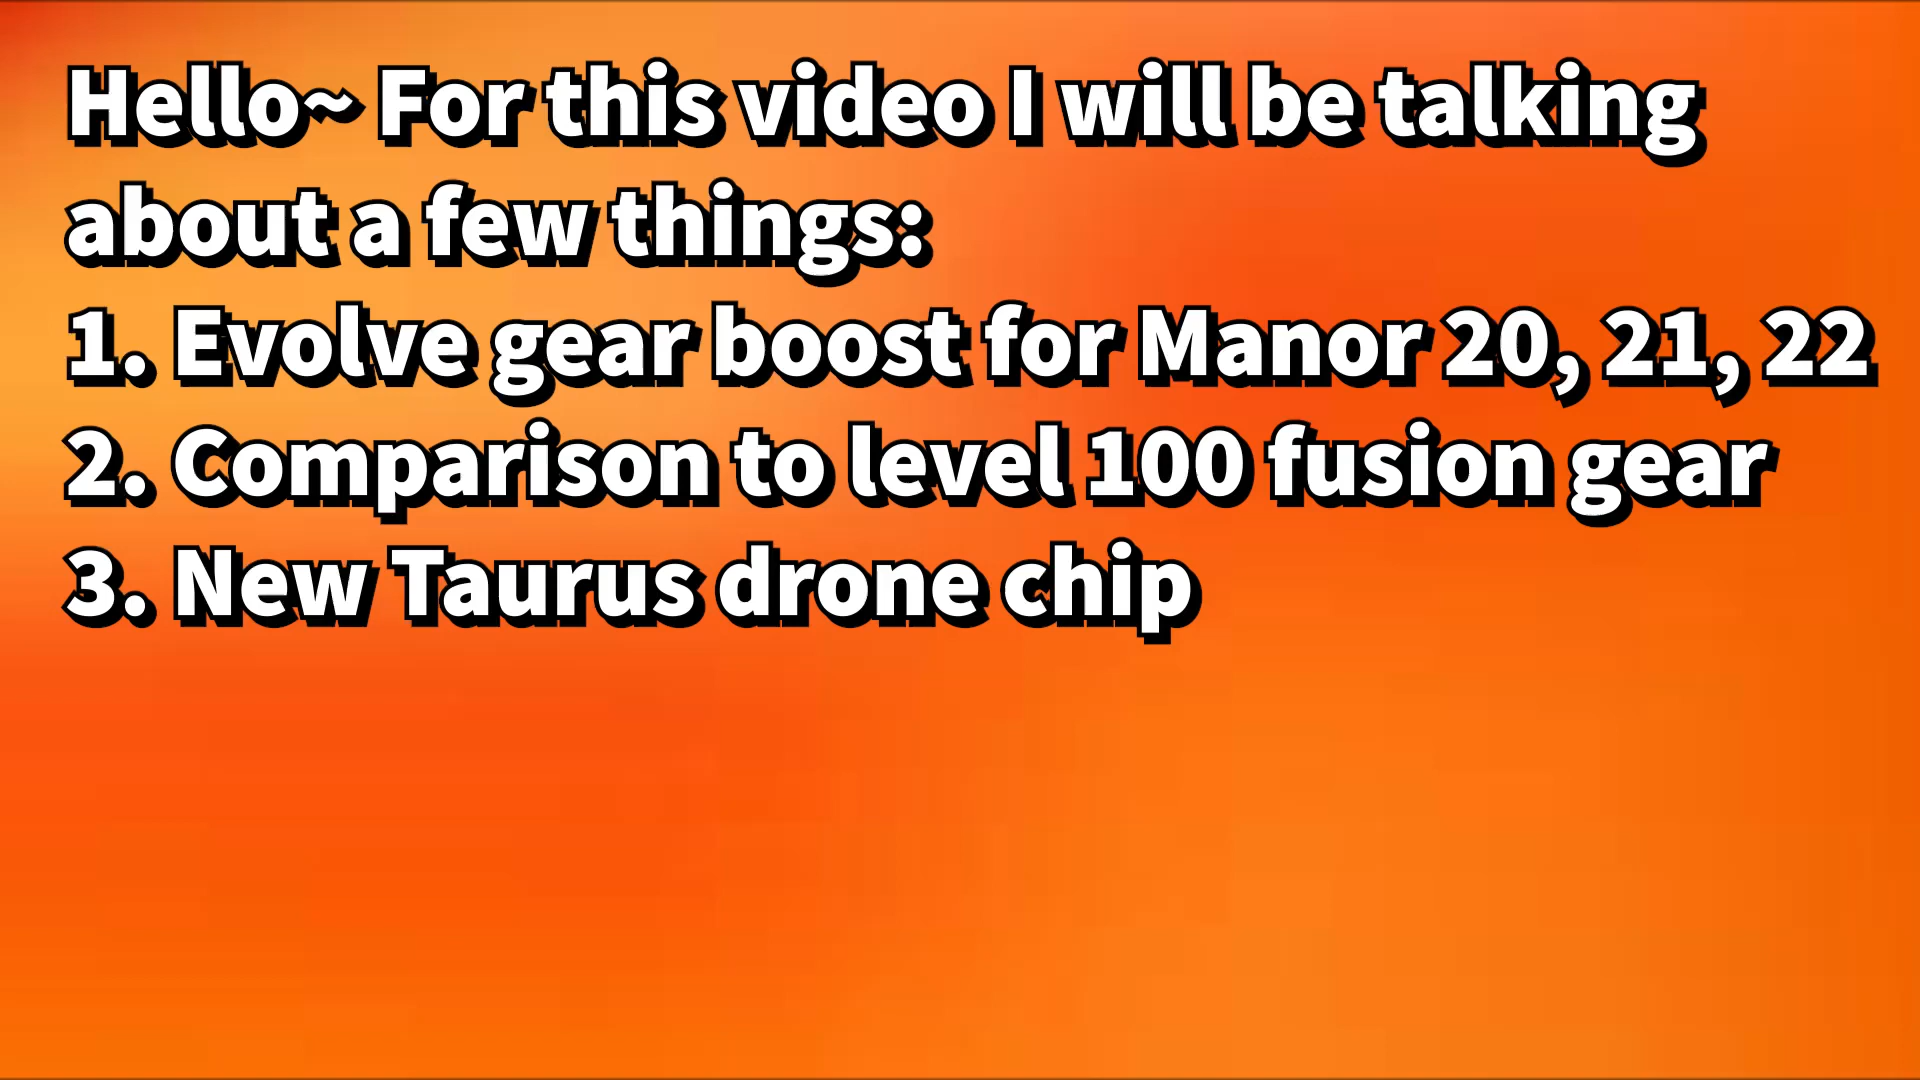 Hello~ For this video I will be talking
about a few things:
1. Evolve gear boost for Manor 20, 21, 22
2. Comparison to level 100 fusion gear
3. New Taurus drone chip